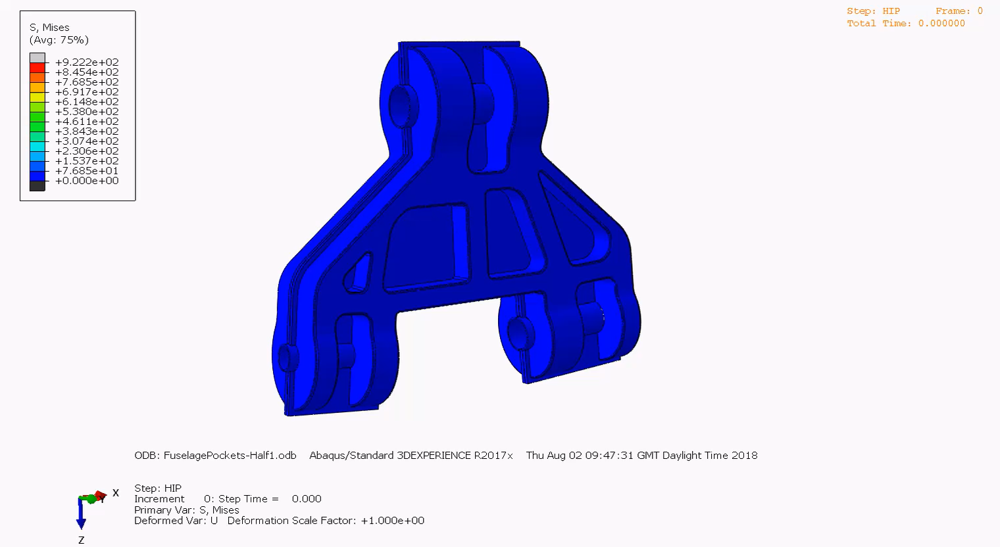 Step: HIP Frame: 0
Total Time: 0.000000
S, Mises
(Avg: 75%)
+9.222e+02
+8.454e+02
+7.685e+02
+6.917e+02
+6.148e+02
+5.380e+02
+4.611e+02
+3.843e+02
+3.074e+02
+2.306e+02
+1.537e+02
+7.685e+01
+0.000e+00
ODB: FuselagePockets-Half1.odb Abaqus/Standard 3DEXPERIENCE R2017x Thu Aug 02 09:47:31 GMT Daylight Time 2018
X
Y
Z
Step: HIP
Increment 0: Step Time = 0.000
Primary Var: S, Mises
Deformed Var: U Deformation Scale Factor: +1.000e+00